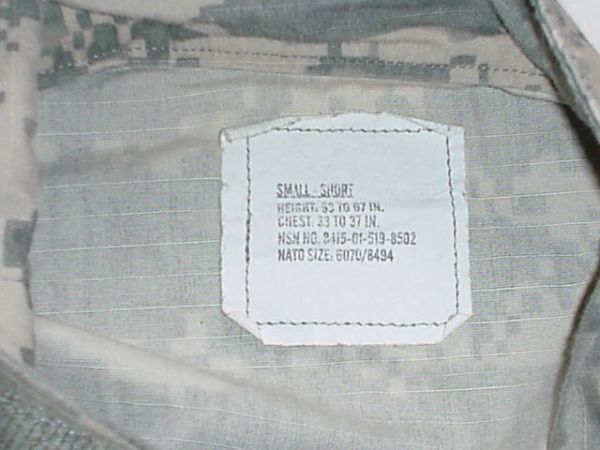 SMALL-SHORT
HEIGHT: 63 TO 67 IN.
CHEST: 33 TO 37 IN.
NSN NO. 8415-01-519-8502
NATO SIZE: 6070/8494